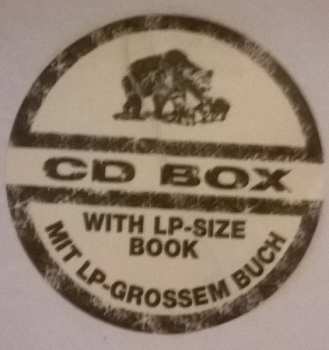 CD BOX
WITH LP-SIZE
BOOK
MIT LP-GROSSEM BUCH